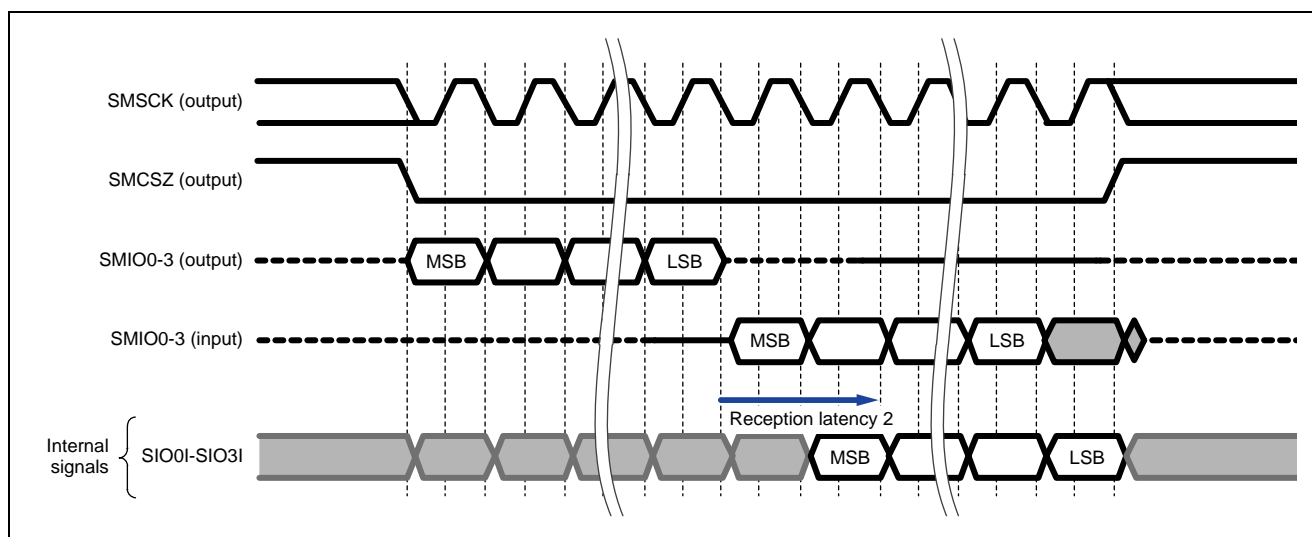 SMSCK (output)
SMCSZ (output)
SMIO0-3 (output)
MSB
LSB
SMIO0-3 (input)
MSB
LSB
Reception latency 2
Internal
signals
SIO0I-SIO3I
MSB
LSB